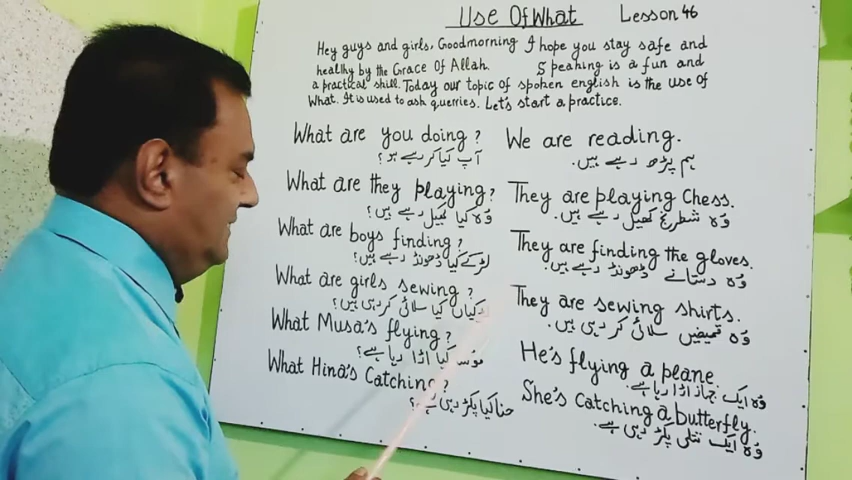 Use Of What Lesson 46
Hey guys and girls, Goodmorning I hope you stay safe and
healhy by the Grace Of Allah. Speaking is a fun and
a practical skill. Today our topic of spoken english is the use of
What. It is used to ask querries. Let's start a practice.
What are you doing?
آپ کیا کر رہے ہو؟
What are they playing?
وہ کیا کھیل رہے ہیں؟
What are boys finding?
لڑکے کیا ڈھونڈ رہے ہیں؟
What are girls sewing?
لڑکیاں کیا سلائی کر رہی ہیں؟
What Musa's flying?
کیا اڑا رہا ہے؟
What Hina's Catching?
حنا کیا پکڑ رہی ہے؟
We are reading.
ہم پڑھ رہے ہیں.
They are playing Chess.
وہ شطرنج کھیل رہے ہیں.
They are finding the gloves.
وہ دستانے ڈھونڈ رہے ہیں.
They are sewing shirts.
وہ قمیضیں سلائی کر رہی ہیں.
He's flying a plane.
وہ ایک جہاز اڑا رہا ہے.
She's catching a butterfly.
وہ ایک تتلی پکڑ رہی ہے.